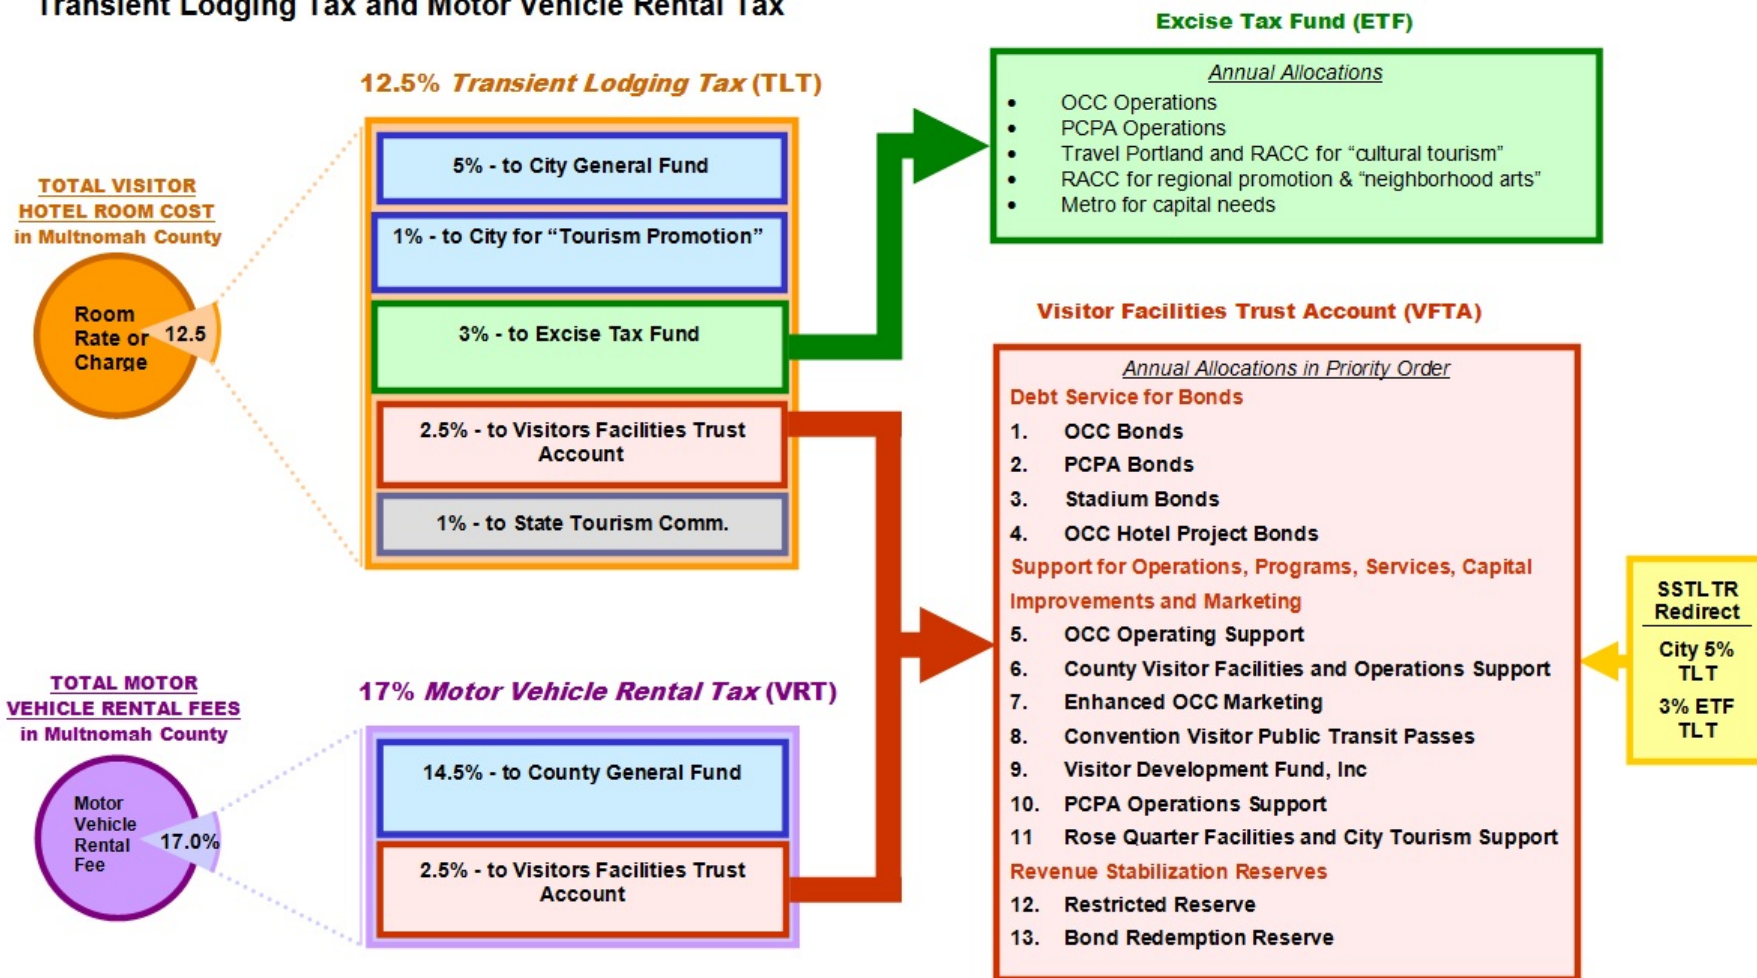 Transient Lodging Tax and Motor Vehicle Rental Tax
12.5% Transient Lodging Tax (TLT)
TOTAL VISITOR
HOTEL ROOM COST
in Multnomah County
Room
Rate or
Charge
12.5
5% - to City General Fund
1% - to City for “Tourism Promotion”
3% - to Excise Tax Fund
2.5% - to Visitors Facilities Trust
Account
1% - to State Tourism Comm.
TOTAL MOTOR
VEHICLE RENTAL FEES
in Multnomah County
Motor
Vehicle
Rental
Fee
17.0%
17% Motor Vehicle Rental Tax (VRT)
14.5% - to County General Fund
2.5% - to Visitors Facilities Trust
Account
Excise Tax Fund (ETF)
Annual Allocations
• OCC Operations
• PCPA Operations
• Travel Portland and RACC for “cultural tourism”
• RACC for regional promotion & “neighborhood arts”
• Metro for capital needs
Visitor Facilities Trust Account (VFTA)
Annual Allocations in Priority Order
Debt Service for Bonds
1. OCC Bonds
2. PCPA Bonds
3. Stadium Bonds
4. OCC Hotel Project Bonds
Support for Operations, Programs, Services, Capital
Improvements and Marketing
5. OCC Operating Support
6. County Visitor Facilities and Operations Support
7. Enhanced OCC Marketing
8. Convention Visitor Public Transit Passes
9. Visitor Development Fund, Inc
10. PCPA Operations Support
11 Rose Quarter Facilities and City Tourism Support
Revenue Stabilization Reserves
12. Restricted Reserve
13. Bond Redemption Reserve
SSTLTR
Redirect
City 5%
TLT
3% ETF
TLT